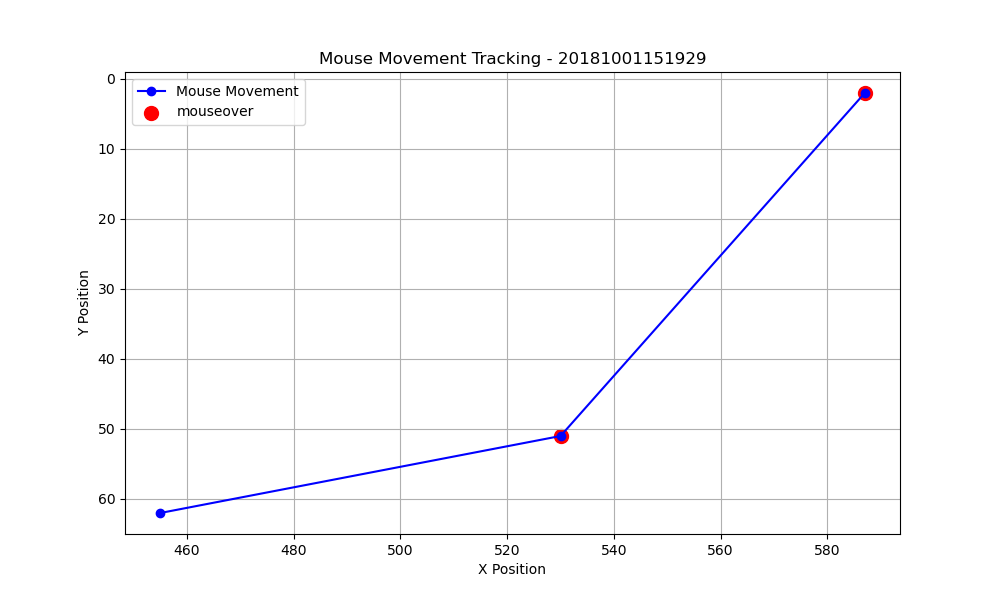 Mouse Movement Tracking - 20181001151929
Mouse Movement
mouseover
0
10
20
30
40
50
60
Y Position
460 480 500 520 540 560 580
X Position